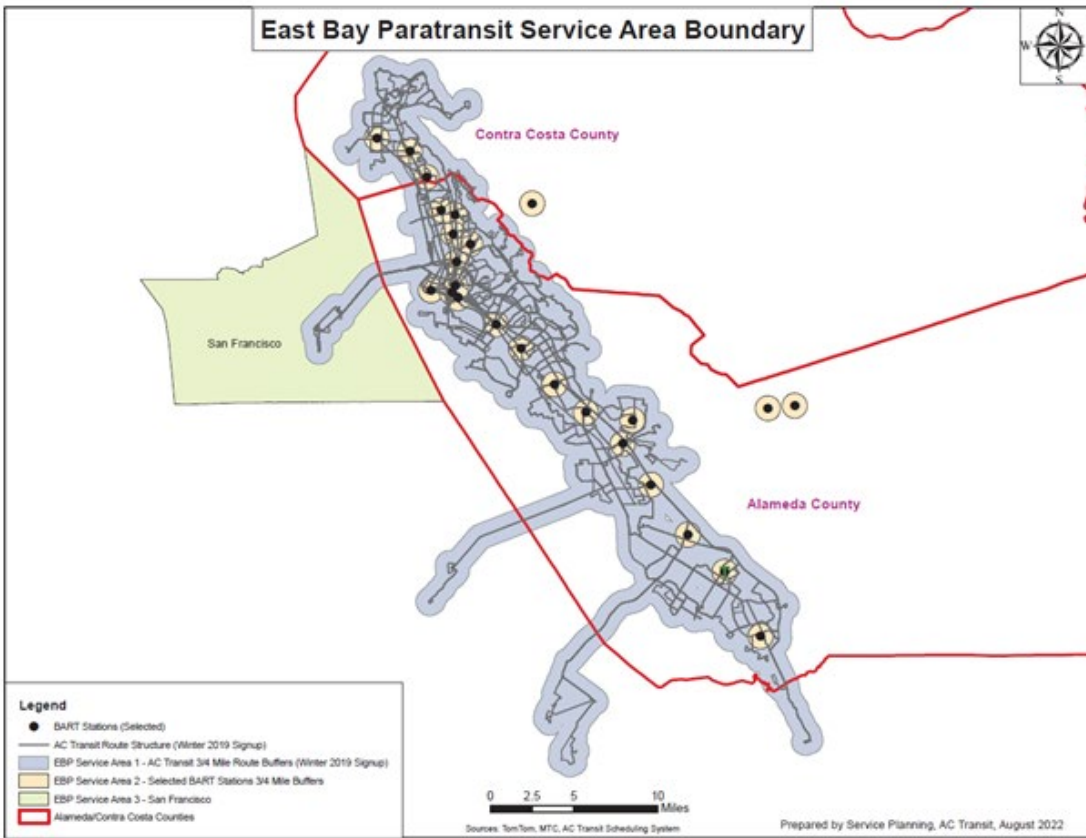 East Bay Paratransit Service Area Boundary
N
W
E
S
Contra Costa County
San Francisco
Alameda County
Legend
BART Stations (Selected)
AC Transit Route Structure (Winter 2019 Signup)
EBP Service Area 1 - AC Transit 3/4 Mile Route Buffers (Winter 2019 Signup)
EBP Service Area 2 - Selected BART Stations 3/4 Mile Buffers
EBP Service Area 3 - San Francisco
Alameda/Contra Costa Counties
0 2.5 5 10
Miles
Sources: TomTom, MTC, AC Transit Scheduling System
Prepared by Service Planning, AC Transit, August 2022